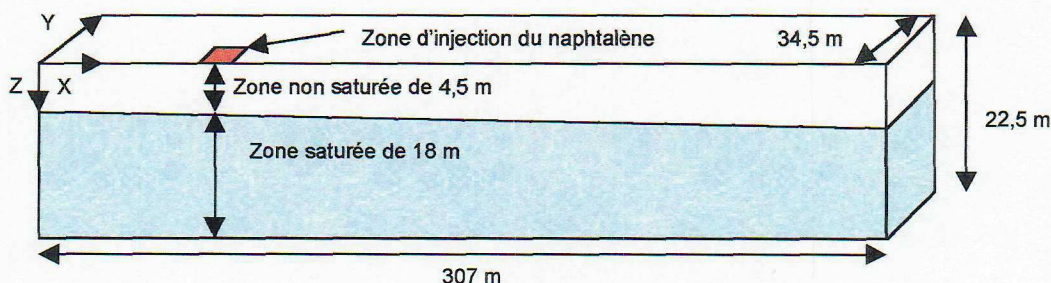 Y
Zone d'injection du naphtalène
34,5 m
Z
X
Zone non saturée de 4,5 m
22,5 m
Zone saturée de 18 m
307 m